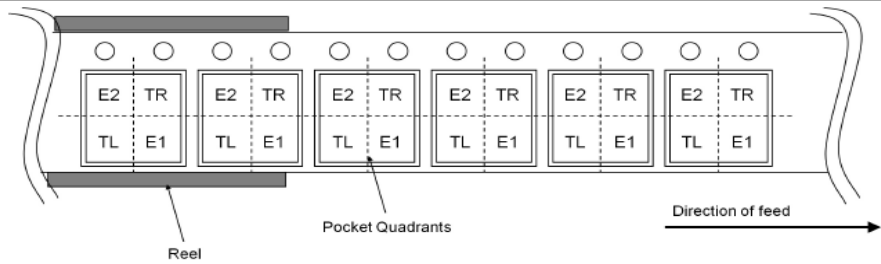 E2 TR E2 TR E2 TR E2 TR E2 TR E2 TR
TL E1 TL E1 TL E1 TL E1 TL E1 TL E1
Direction of feed
Pocket Quadrants
Reel